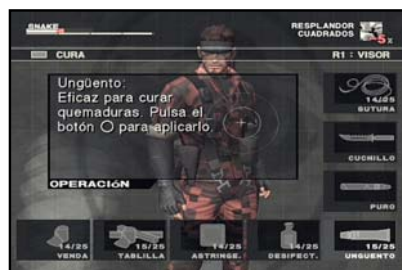 SNAKE
RESPLANDOR
CUADRADOS
-5x
CURA
R1 : VISOR
Ungüento:
Eficaz para curar
quemaduras. Pulsa el
botón O para aplicarlo.
OPERACIÓN
14/25
SUTURA
CUCHILLO
PURO
14/25
VENDA
15/25
TABLILLA
14/25
ASTRINGE.
14/25
DESIFECT.
15/25
UNGÜENTO